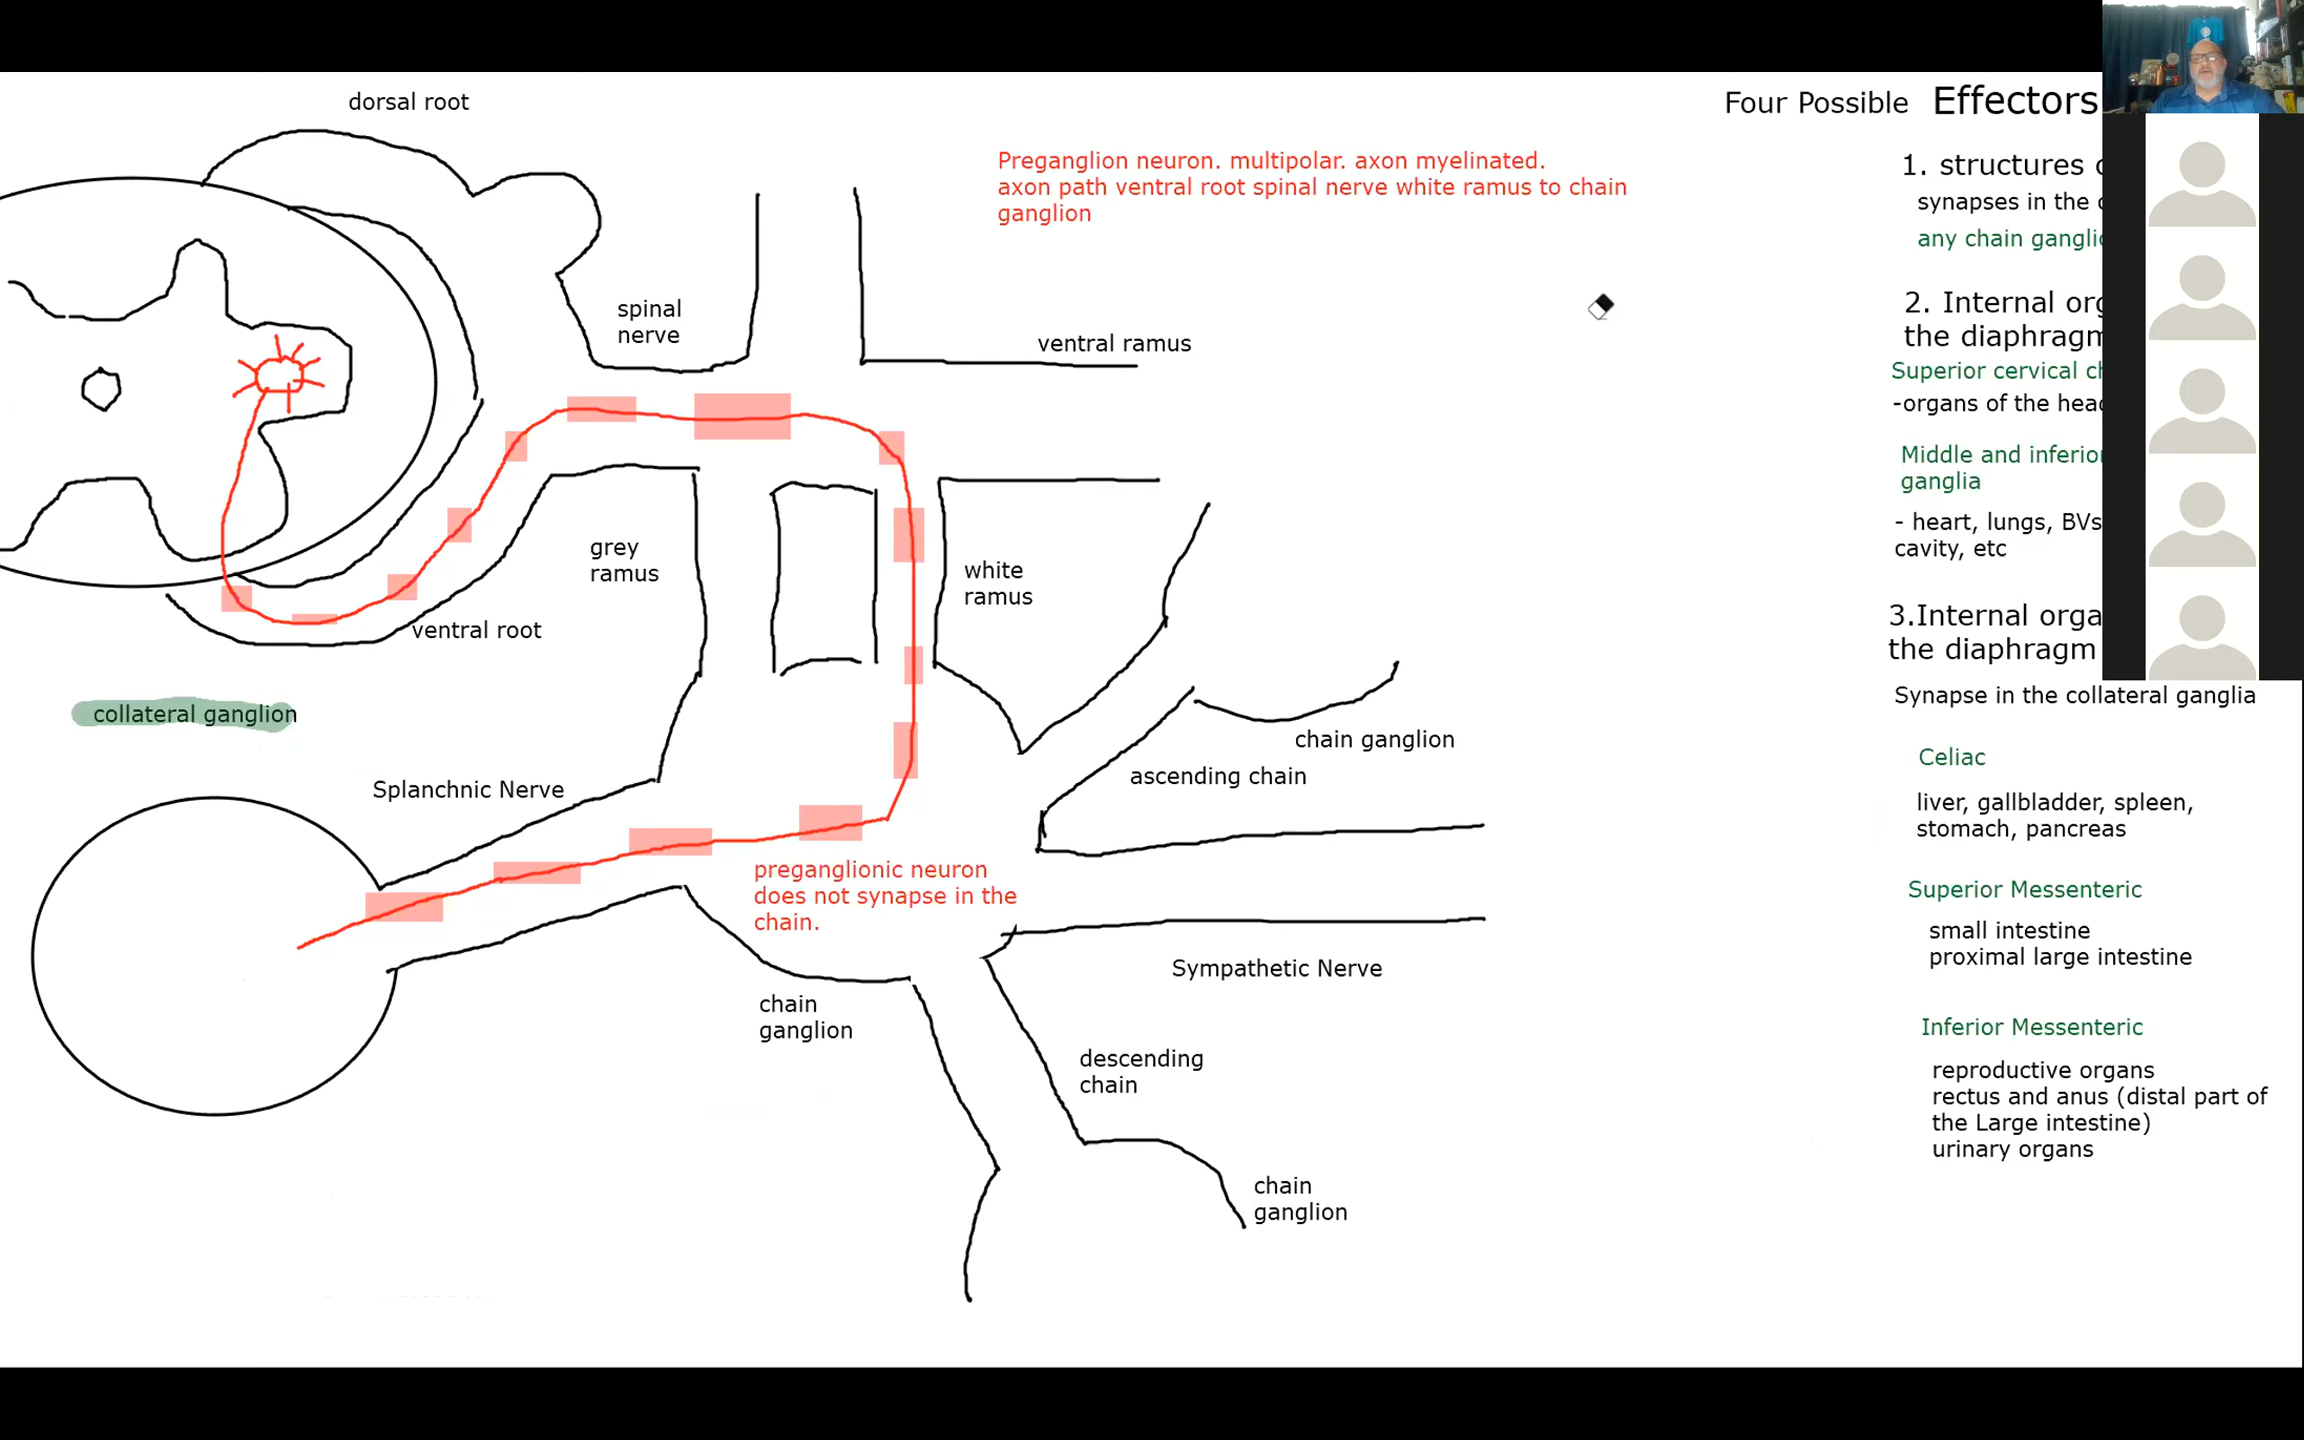 dorsal root
Preganglion neuron. multipolar. axon myelinated.
axon path ventral root spinal nerve white ramus to chain
ganglion
spinal
nerve
ventral ramus
grey
ramus
white
ramus
ventral root
collateral ganglion
Splanchnic Nerve
chain ganglion
ascending chain
preganglionic neuron
does not synapse in the
chain.
Sympathetic Nerve
chain
ganglion
descending
chain
chain
ganglion
Four Possible Effectors
1. structures
synapses in the
any chain
2. Internal
the
Superior cervical
-organs of the
Middle and
ganglia
- heart, lungs, BVs
cavity, etc
3.Internal
the diaphragm
Synapse in the collateral ganglia
Celiac
liver, gallbladder, spleen,
stomach, pancreas
Superior Messenteric
small intestine
proximal large intestine
Inferior Messenteric
reproductive organs
rectus and anus (distal part of
the Large intestine)
urinary organs